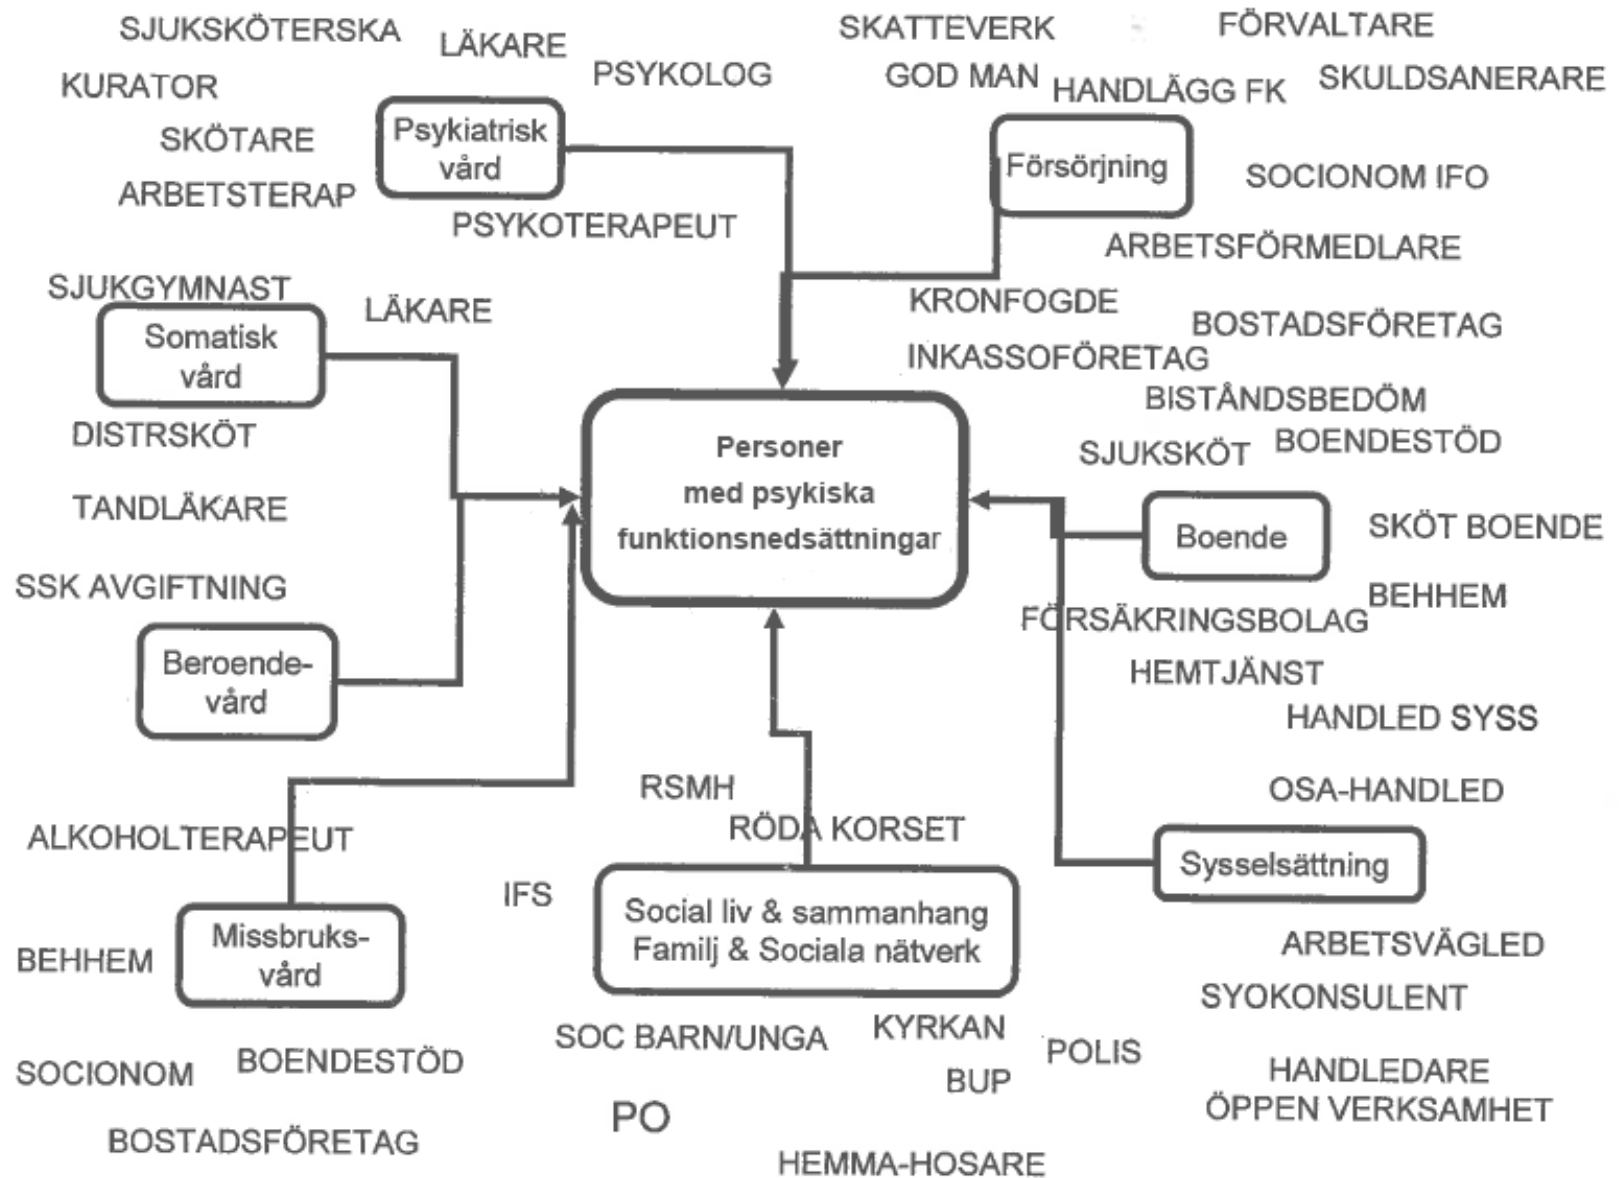 SJUKSKÖTERSKA
LÄKARE
SKATTEVERK
FÖRVALTARE
KURATOR
PSYKOLOG
GOD MAN
HANDLÄGG FK
SKULDSANERARE
SKÖTARE
Psykiatrisk
vård
Försörjning
SOCIONOM IFO
ARBETSTERAP
PSYKOTERAPEUT
ARBETSFÖRMEDLARE
SJUKGYMNAST
LÄKARE
KRONFOGDE
BOSTADSFÖRETAG
Somatisk
vård
INKASSOFÖRETAG
BISTÅNDSBEDÖM
DISTRSKÖT
Personer
med psykiska
funktionsnedsättningar
SJUKSKÖT
BOENDESTÖD
TANDLÄKARE
Boende
SKÖT BOENDE
SSK AVGIFTNING
BEHHEM
FÖRSÄKRINGSBOLAG
Beroende-
vård
HEMTJÄNST
HANDLED SYSS
RSMH
OSA-HANDLED
ALKOHOLTERAPEUT
RÖDA KORSET
Sysselsättning
IFS
Social liv & sammanhang
Familj & Sociala nätverk
Missbruks-
vård
BEHHEM
ARBETSVÄGLED
SYOKONSULENT
SOC BARN/UNGA
KYRKAN
POLIS
SOCIONOM
BOENDESTÖD
BUP
HANDLEDARE
ÖPPEN VERKSAMHET
PO
BOSTADSFÖRETAG
HEMMA-HOSARE